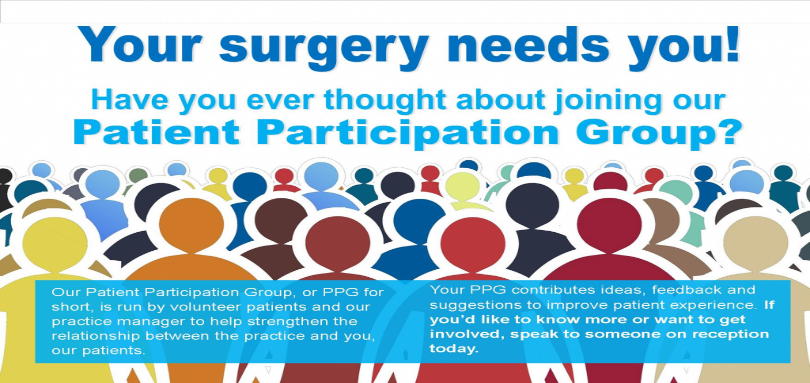 Your surgery needs you!
Have you ever thought about joining our
Patient Participation Group?
Our Patient Participation Group, or PPG for
short, is run by volunteer patients and our
practice manager to help strengthen the
relationship between the practice and you,
our patients.
Your PPG contributes ideas, feedback and
suggestions to improve patient experience. If
you'd like to know more or want to get
involved, speak to someone on reception
today.